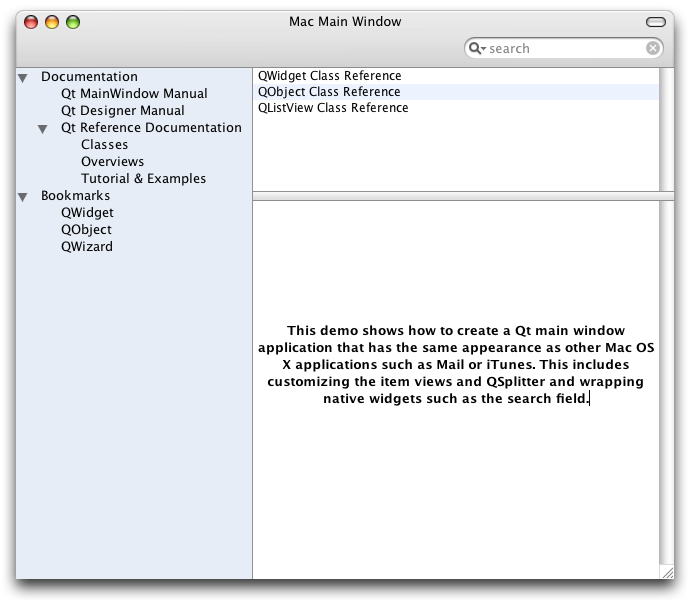 Mac Main Window
search
Documentation
Qt MainWindow Manual
Qt Designer Manual
Qt Reference Documentation
Classes
Overviews
Tutorial & Examples
Bookmarks
QWidget
QObject
QWizard
QWidget Class Reference
QObject Class Reference
QListView Class Reference
This demo shows how to create a Qt main window
application that has the same appearance as other Mac OS
X applications such as Mail or iTunes. This includes
customizing the item views and QSplitter and wrapping
native widgets such as the search field.